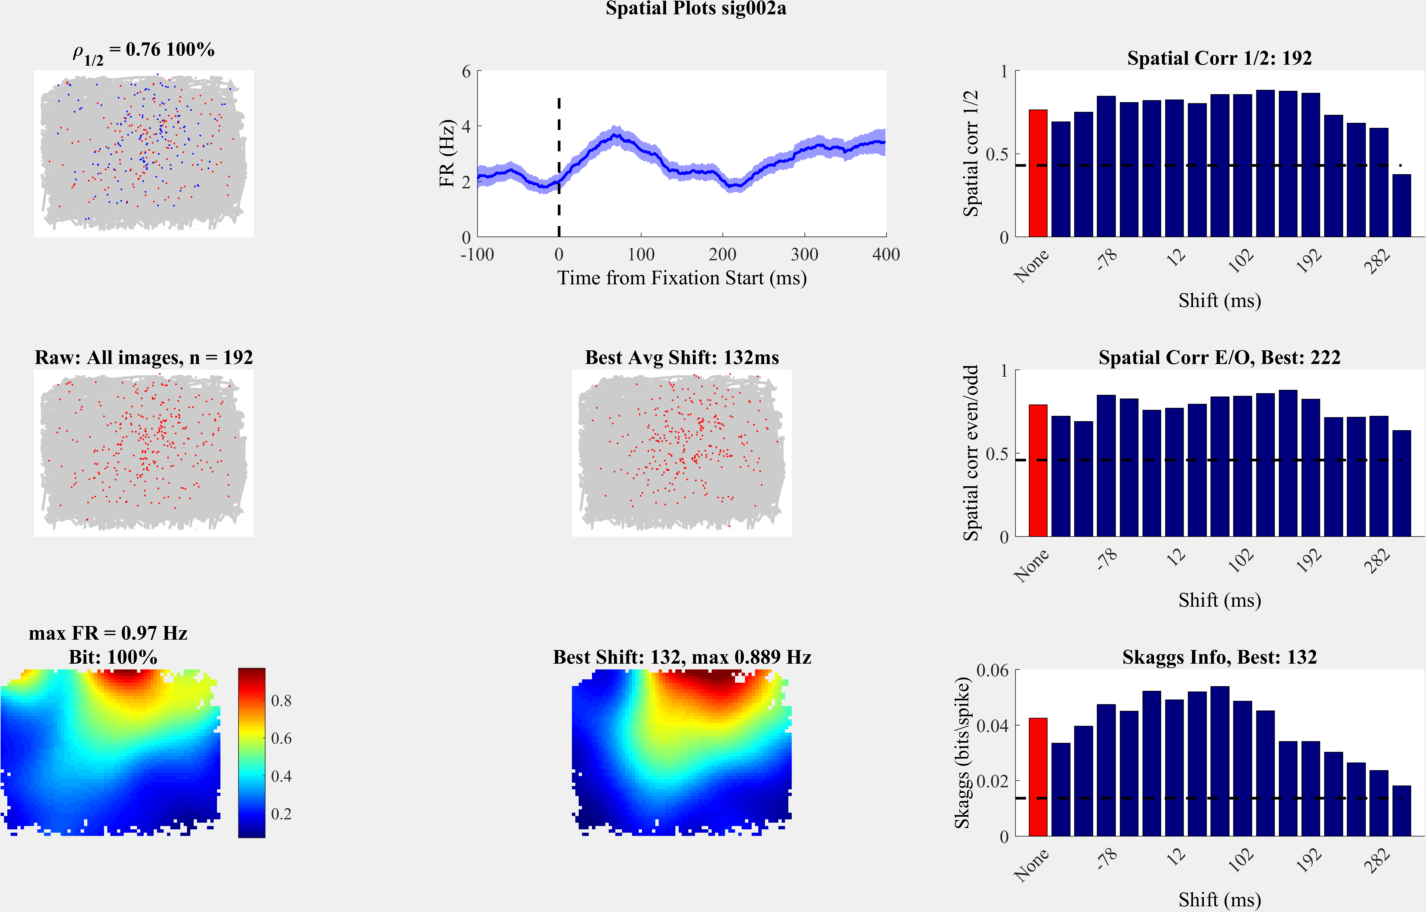 Spatial Plots sig002a
ρ1/2 = 0.76 100%
6
4
2
0
FR (Hz)
-100
0
100
200
300
400
Time from Fixation Start (ms)
Spatial Corr 1/2: 192
1
0.5
0
Spatial corr 1/2
None
-78
12
102
192
282
Shift (ms)
Raw: All images, n = 192
Best Avg Shift: 132ms
Spatial Corr E/O, Best: 222
1
0.5
0
Spatial corr even/odd
None
-78
12
102
192
282
Shift (ms)
max FR = 0.97 Hz
Bit: 100%
0.8
0.6
0.4
0.2
Best Shift: 132, max 0.889 Hz
Skaggs Info, Best: 132
0.06
0.04
0.02
0
Skaggs (bits\spike)
None
-78
12
102
192
282
Shift (ms)